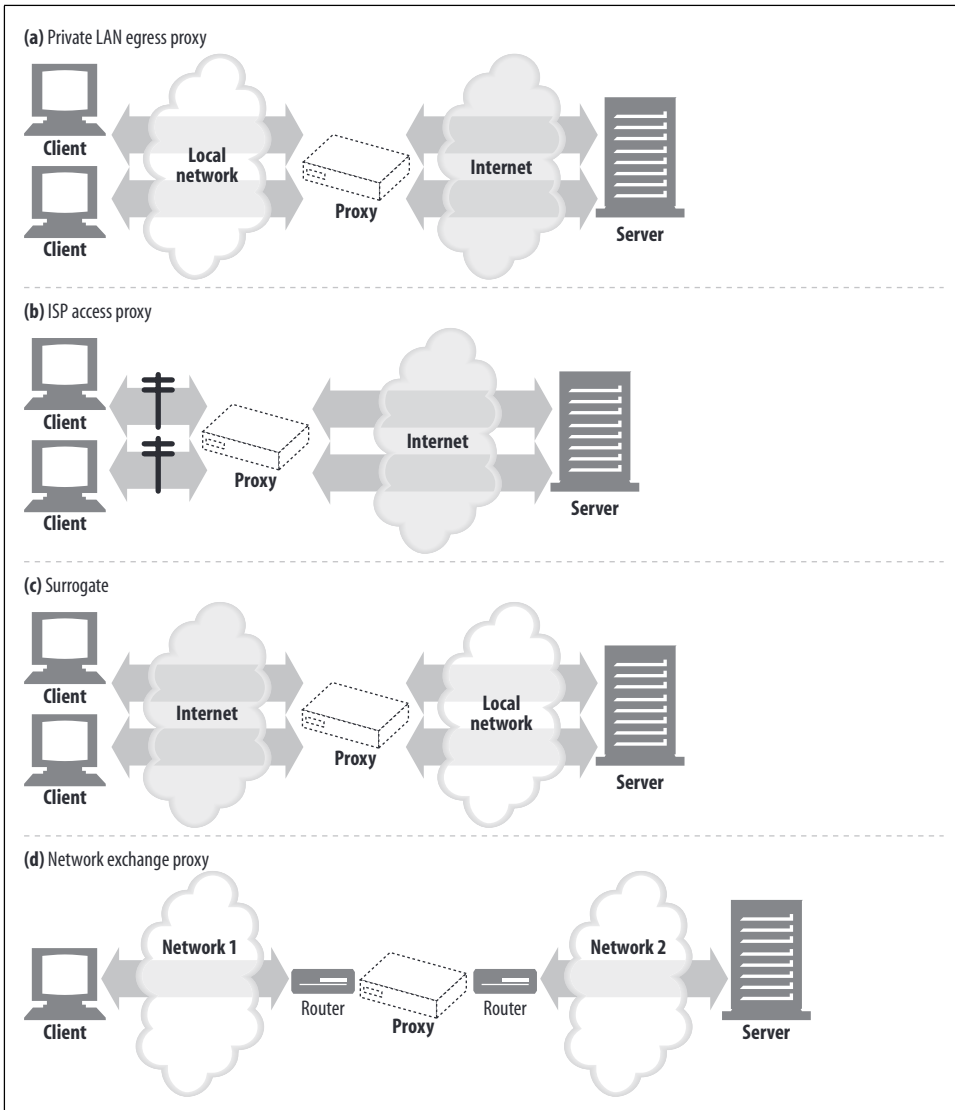 (a) Private LAN egress proxy
Client
Client
Local
network
Proxy
Internet
Server
(b) ISP access proxy
Client
Client
Proxy
Internet
Server
(c) Surrogate
Client
Client
Internet
Proxy
Local
network
Server
(d) Network exchange proxy
Client
Network 1
Router
Proxy
Router
Network 2
Server